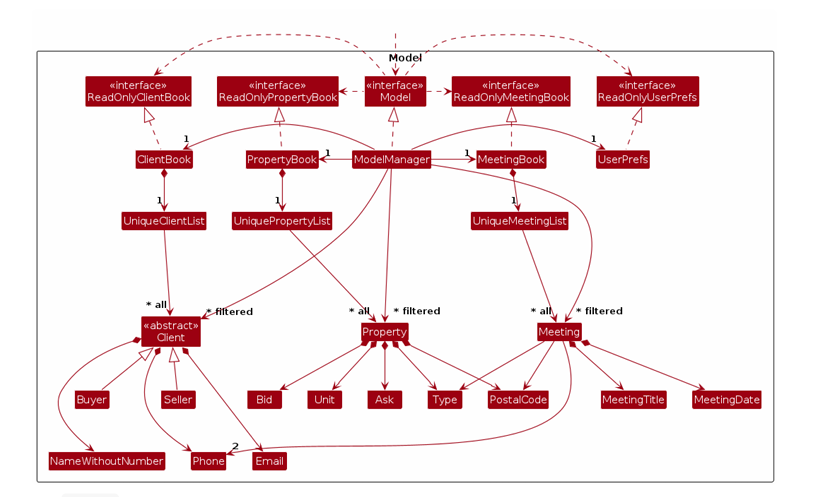 Model
«interface»
ReadOnlyClientBook
«interface»
ReadOnlyPropertyBook
«interface»
Model
«interface»
ReadOnlyMeetingBook
«interface»
ReadOnlyUserPrefs
1
1
1
1
ClientBook
PropertyBook
ModelManager
MeetingBook
UserPrefs
1
1
1
UniqueClientList
UniquePropertyList
UniqueMeetingList
* all
* filtered
* all
* filtered
* all
* filtered
«abstract»
Client
Property
Meeting
Buyer
Seller
Bid
Unit
Ask
Type
PostalCode
MeetingTitle
MeetingDate
2
NameWithoutNumber
Phone
Email